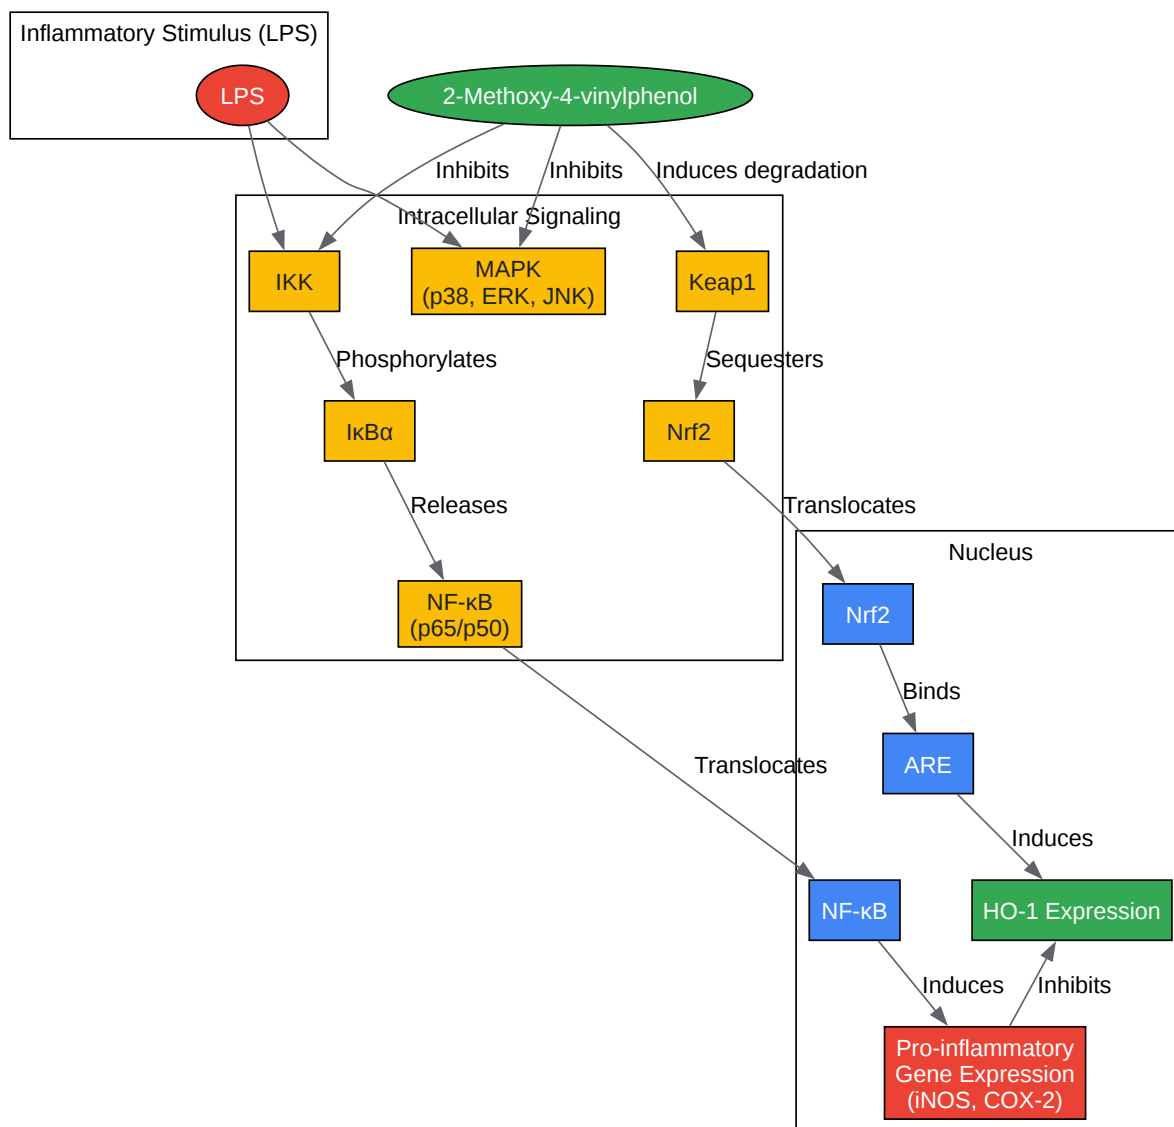 Inflammatory Stimulus (LPS)
LPS
2-Methoxy-4-vinylphenol
Inhibits
Inhibits
Induces degradation
Intracellular Signaling
IKK
MAPK
(p38, ERK, JNK)
Keap1
Phosphorylates
Sequesters
IκBα
Nrf2
Releases
Translocates
Nucleus
NF-κB
(p65/p50)
Nrf2
Binds
Translocates
ARE
Induces
NF-κB
HO-1 Expression
Induces
Inhibits
Pro-inflammatory
Gene Expression
(iNOS, COX-2)